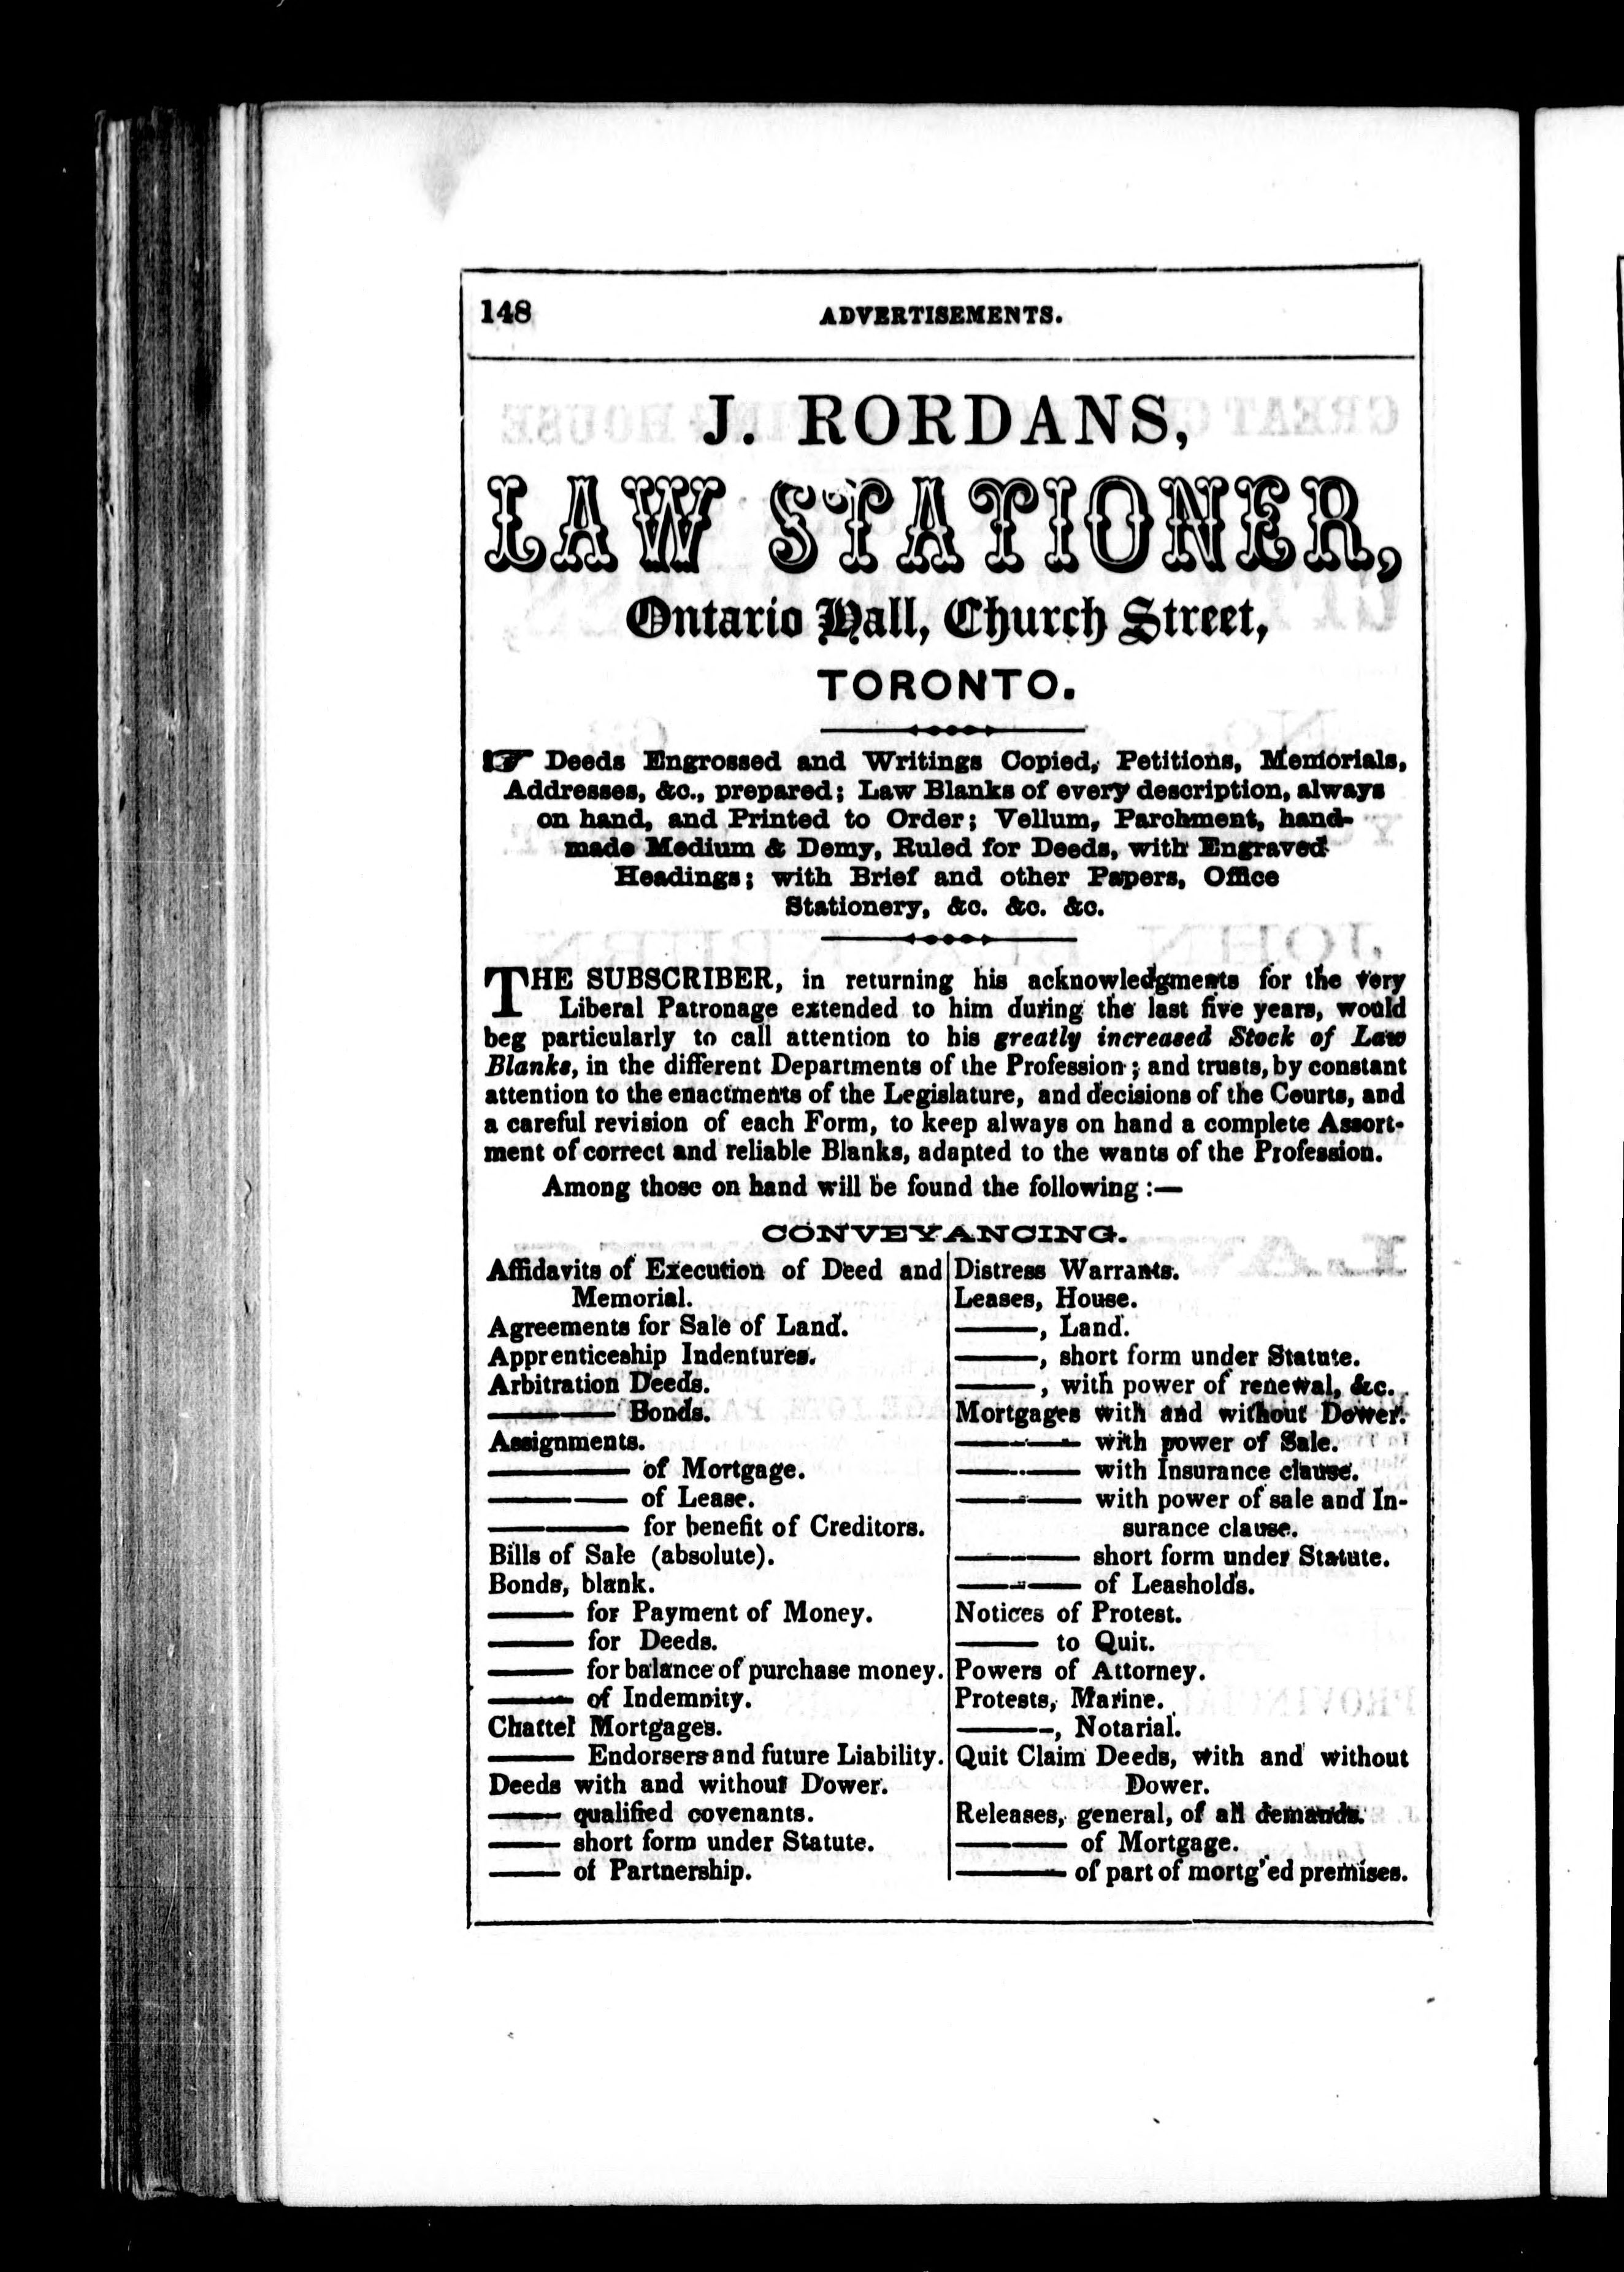 148
ADVERTISEMENTS.
J. RORDANS,
LAW STATIONER,
Ontario Hall, Church Street,
TORONTO.
☞ Deeds Engrossed and Writings Copied, Petitions, Memorials,
Addresses, &c., prepared; Law Blanks of every description, always
on hand, and Printed to Order; Vellum, Parchment, hand-
made Medium & Demy, Ruled for Deeds, with Engraved
Headings; with Brief and other Papers, Office
Stationery, &c. &c. &c.
THE SUBSCRIBER, in returning his acknowledgments for the very
Liberal Patronage extended to him during the last five years, would
beg particularly to call attention to his greatly increased Stock of Law
Blanks, in the different Departments of the Profession; and trusts, by constant
attention to the enactments of the Legislature, and decisions of the Courts, and
a careful revision of each Form, to keep always on hand a complete Assort-
ment of correct and reliable Blanks, adapted to the wants of the Profession.
Among those on hand will be found the following :—
CONVEYANCING.
Affidavits of Execution of Deed and
Memorial.
Agreements for Sale of Land.
Apprenticeship Indentures.
Arbitration Deeds.
——— Bonds.
Assignments.
——— of Mortgage.
——— of Lease.
——— for benefit of Creditors.
Bills of Sale (absolute).
Bonds, blank.
——— for Payment of Money.
——— for Deeds.
——— for balance of purchase money.
——— of Indemnity.
Chattel Mortgages.
——— Endorsers and future Liability.
Deeds with and without Dower.
——— qualified covenants.
——— short form under Statute.
——— of Partnership.
Distress Warrants.
Leases, House.
———, Land.
———, short form under Statute.
———, with power of renewal, &c.
Mortgages with and without Dower.
——— with power of Sale.
——— with Insurance clause.
——— with power of sale and In-
surance clause.
——— short form under Statute.
——— of Leaseholds.
Notices of Protest.
——— to Quit.
Powers of Attorney.
Protests, Marine.
———, Notarial.
Quit Claim Deeds, with and without
Dower.
Releases, general, of all demands.
——— of Mortgage.
——— of part of mortg'ed premises.